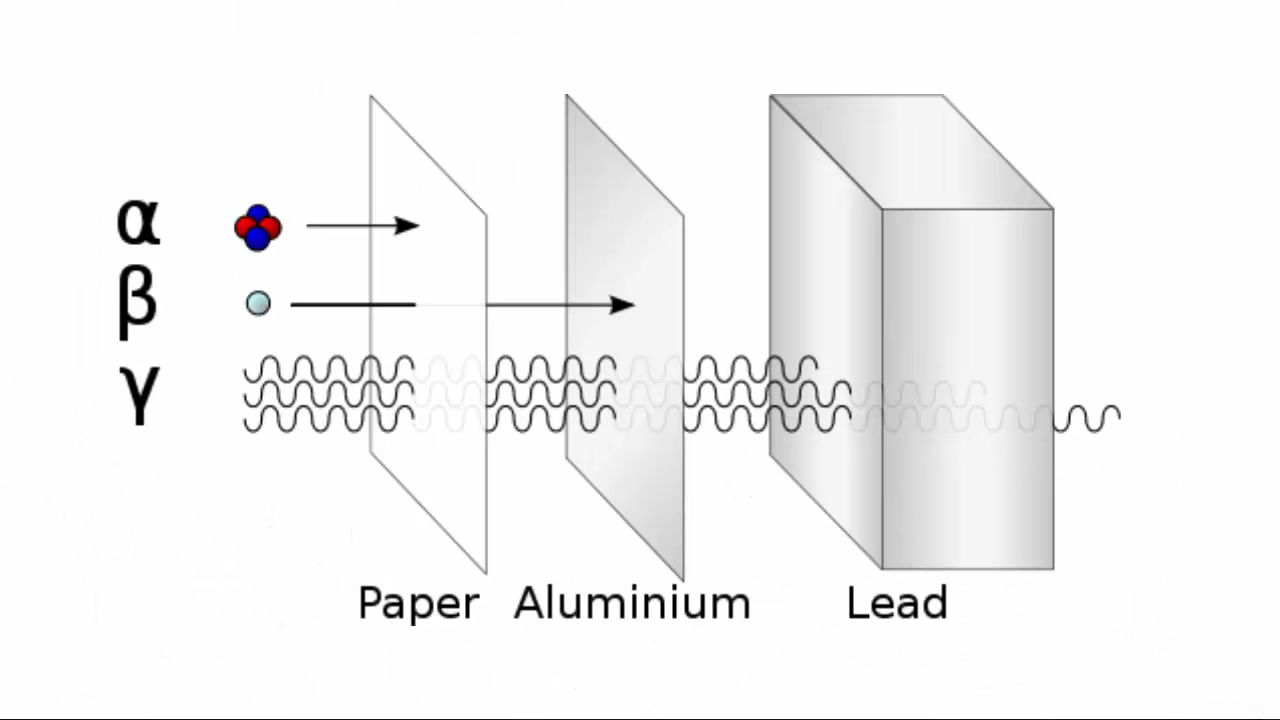 α
β
γ
Paper Aluminium Lead